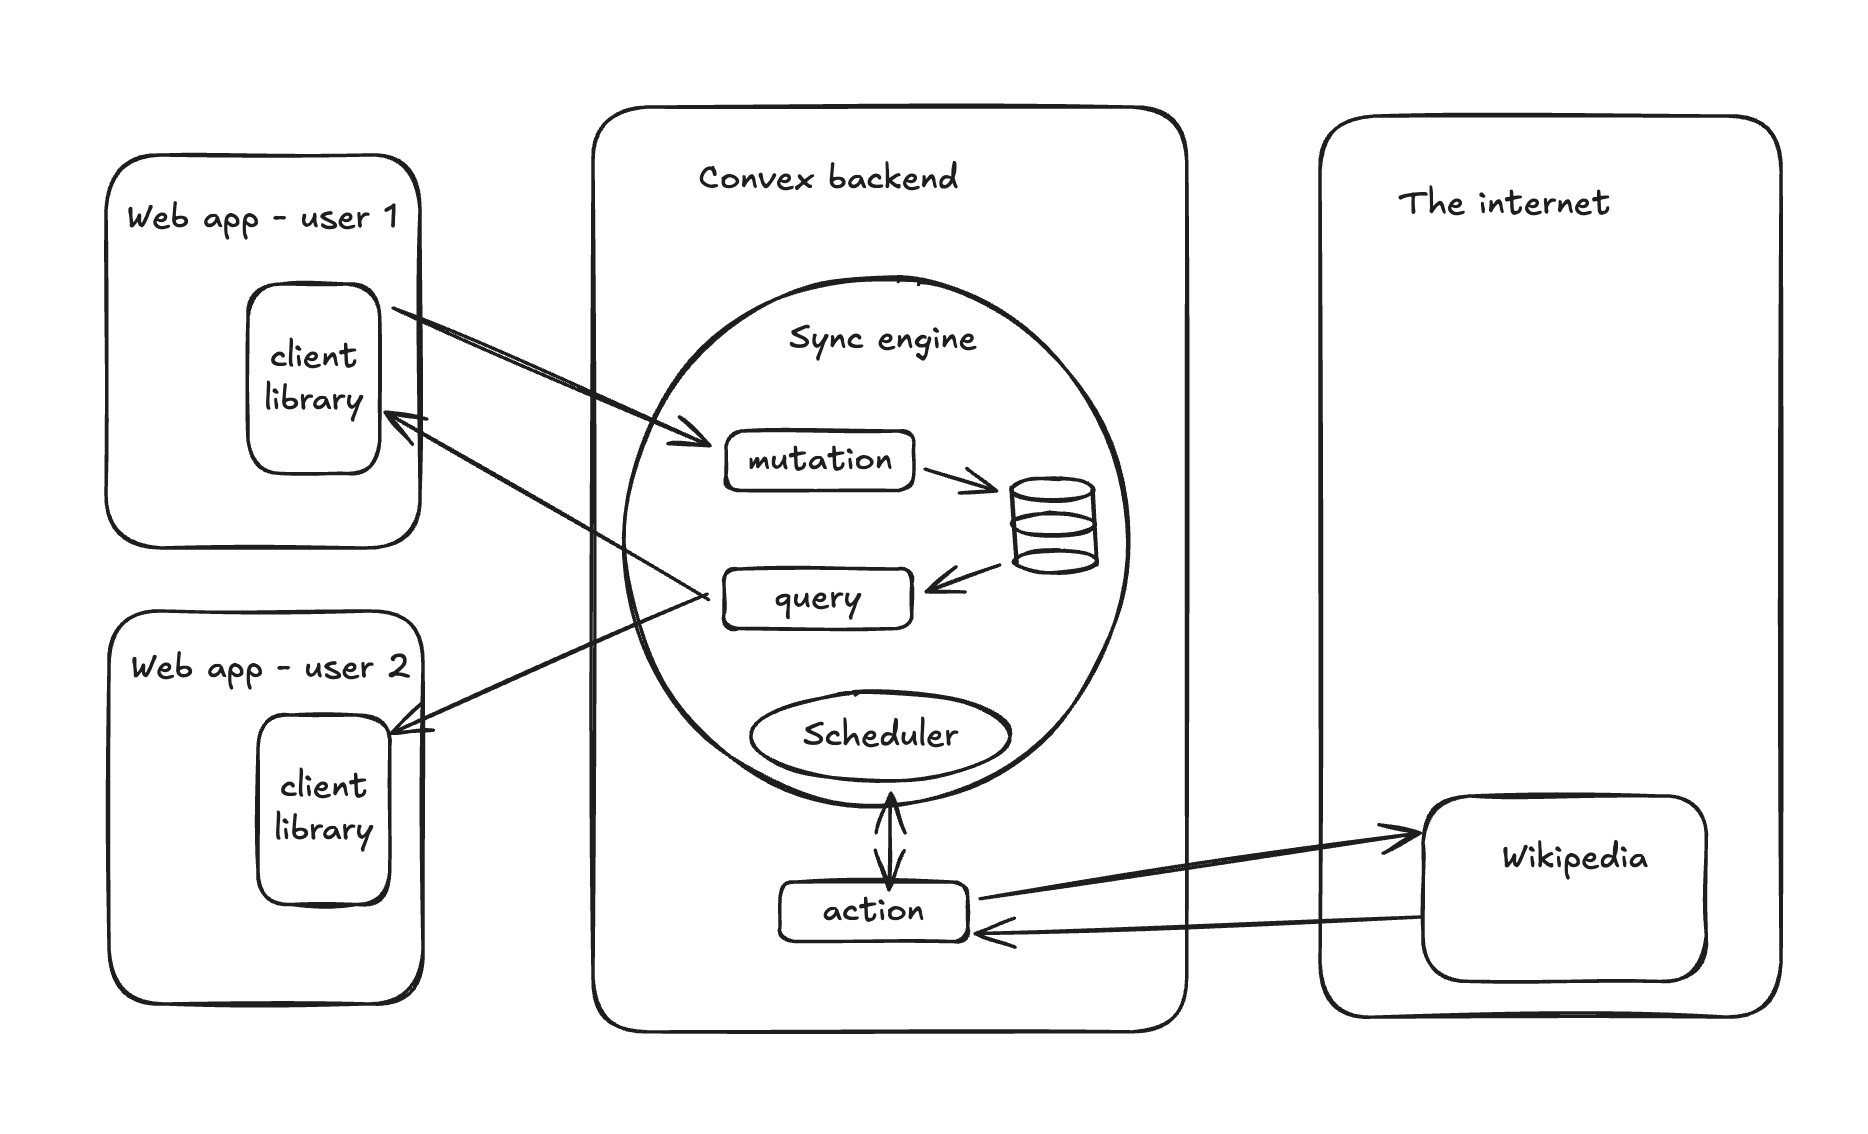 Web app - user 1
client
library
Web app - user 2
client
library
Convex backend
Sync engine
mutation
query
Scheduler
action
The internet
Wikipedia